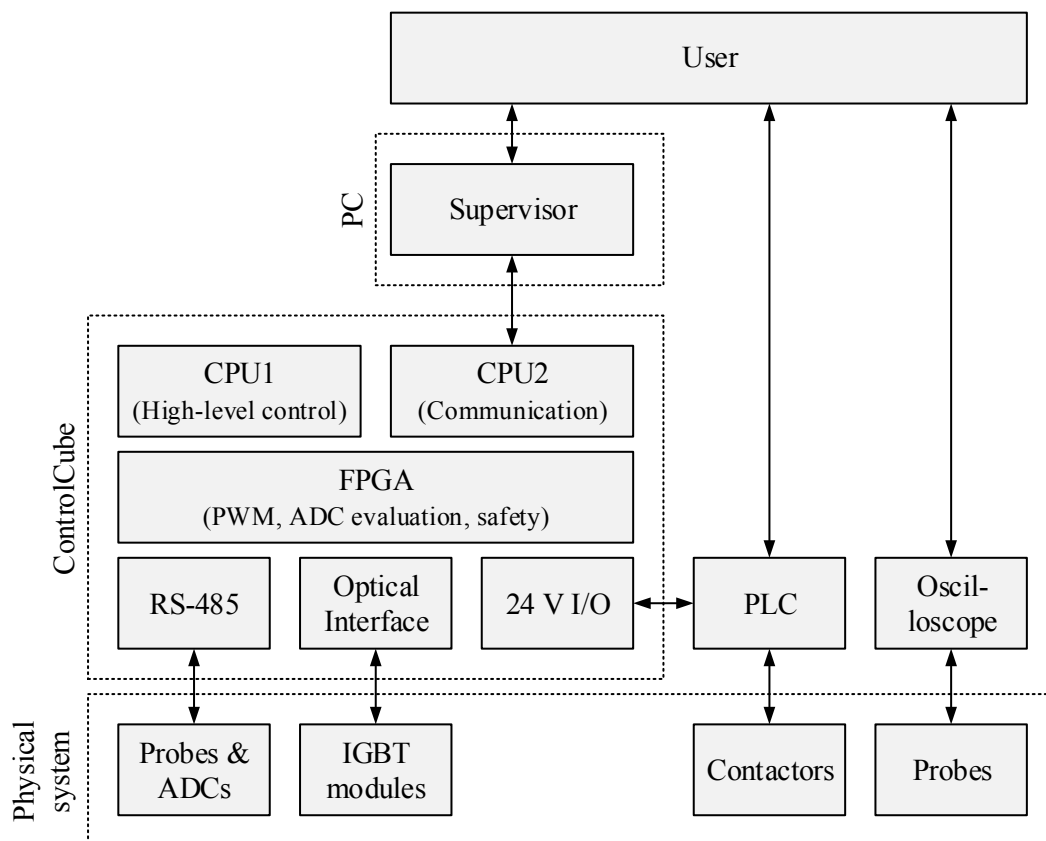 User
PC
Supervisor
ControlCube
CPU1
(High-level control)
CPU2
(Communication)
FPGA
(PWM, ADC evaluation, safety)
RS-485
Optical
Interface
24 V I/O
PLC
Oscil-
loscope
Physical
system
Probes &
ADCs
IGBT
modules
Contactors
Probes